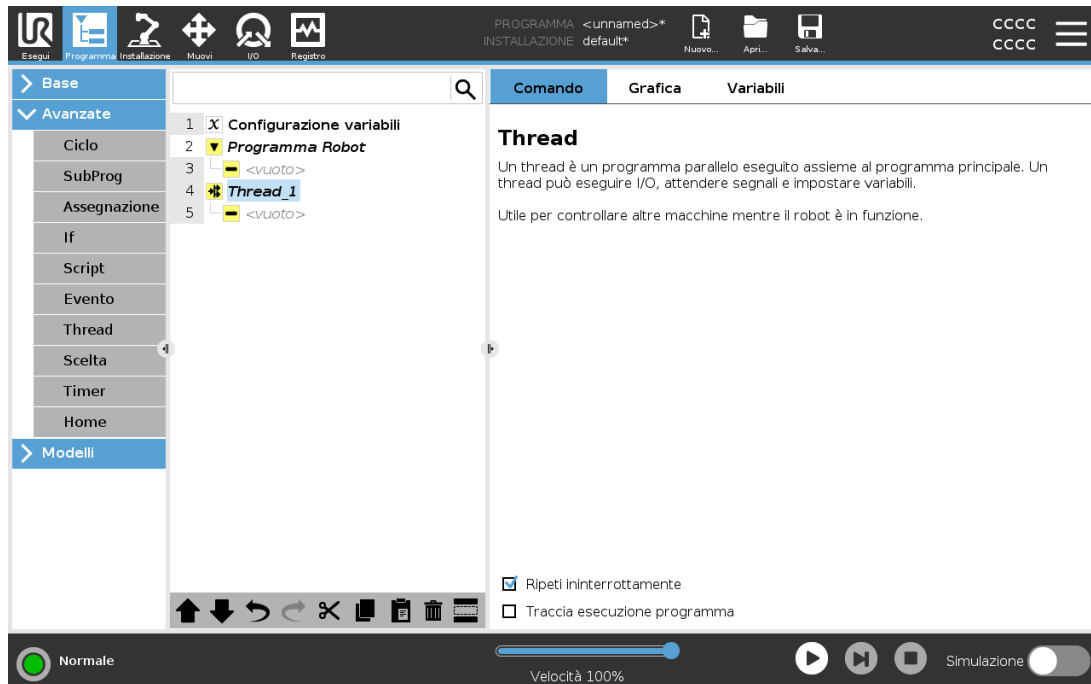 UR
Esegui
Programma
Installazione
Muovi
I/O
Registro
PROGRAMMA <unnamed>*
INSTALLAZIONE default*
Nuovo...
Apri...
Salva...
CCCC
CCCC
Base
Avanzate
Ciclo
SubProg
Assegnazione
If
Script
Evento
Thread
Scelta
Timer
Home
Modelli
1 X Configurazione variabili
2 Programma Robot
3 <vuoto>
4 Thread_1
5 <vuoto>
Comando
Grafica
Variabili
Thread
Un thread è un programma parallelo eseguito assieme al programma principale. Un
thread può eseguire I/O, attendere segnali e impostare variabili.
Utile per controllare altre macchine mentre il robot è in funzione.
Ripeti ininterrottamente
Traccia esecuzione programma
Normale
Velocità 100%
Simulazione